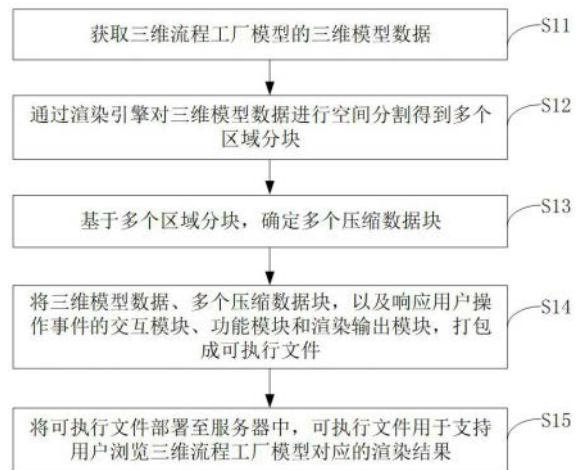 获取三维流程工厂模型的三维模型数据
S11
通过渲染引擎对三维模型数据进行空间分割得到多个
区域分块
S12
基于多个区域分块，确定多个压缩数据块
S13
将三维模型数据、多个压缩数据块，以及响应用户操
作事件的交互模块、功能模块和渲染输出模块，打包
成可执行文件
S14
将可执行文件部署至服务器中，可执行文件用于支持
用户浏览三维流程工厂模型对应的渲染结果
S15